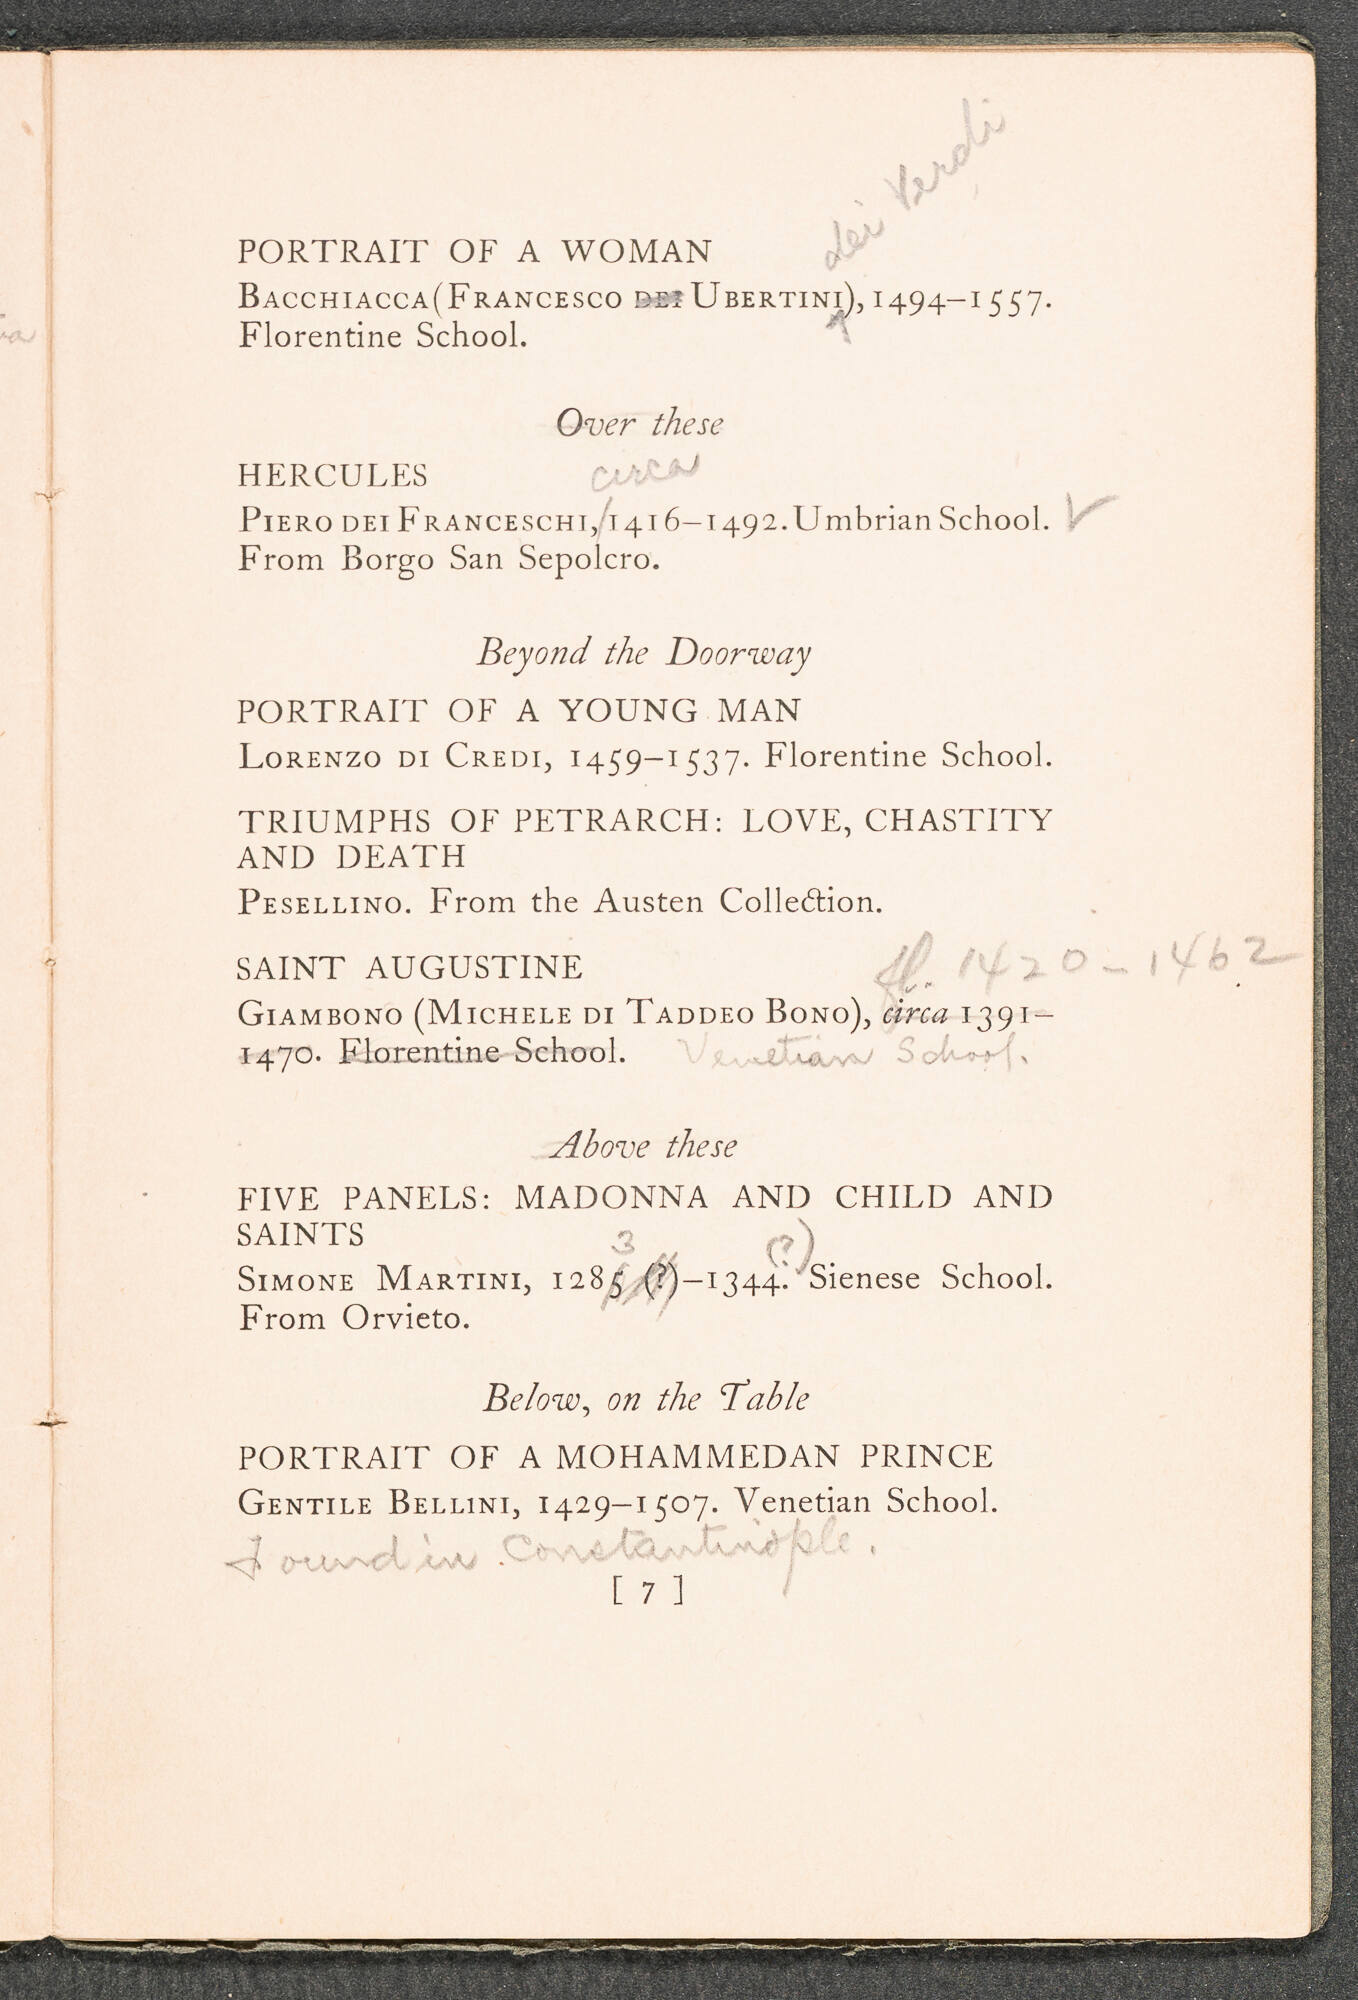 dei Verdi
PORTRAIT OF A WOMAN
BACCHIACCA (FRANCESCO DEI UBERTINI), 1494–1557.
Florentine School.
Over these
HERCULES
circa
PIERO DEI FRANCESCHI, 1416–1492. Umbrian School.
From Borgo San Sepolcro.
Beyond the Doorway
PORTRAIT OF A YOUNG MAN
LORENZO DI CREDI, 1459–1537. Florentine School.
TRIUMPHS OF PETRARCH: LOVE, CHASTITY
AND DEATH
PESELLINO. From the Austen Collection.
SAINT AUGUSTINE
fl. 1420–1462
GIAMBONO (MICHELE DI TADDEO BONO), circa 1391–
1470. Florentine School. Venetian School.
Above these
FIVE PANELS: MADONNA AND CHILD AND
SAINTS
3 (?)
SIMONE MARTINI, 1285 (?)–1344. Sienese School.
From Orvieto.
Below, on the Table
PORTRAIT OF A MOHAMMEDAN PRINCE
GENTILE BELLINI, 1429–1507. Venetian School.
Found in Constantinople.
[ 7 ]